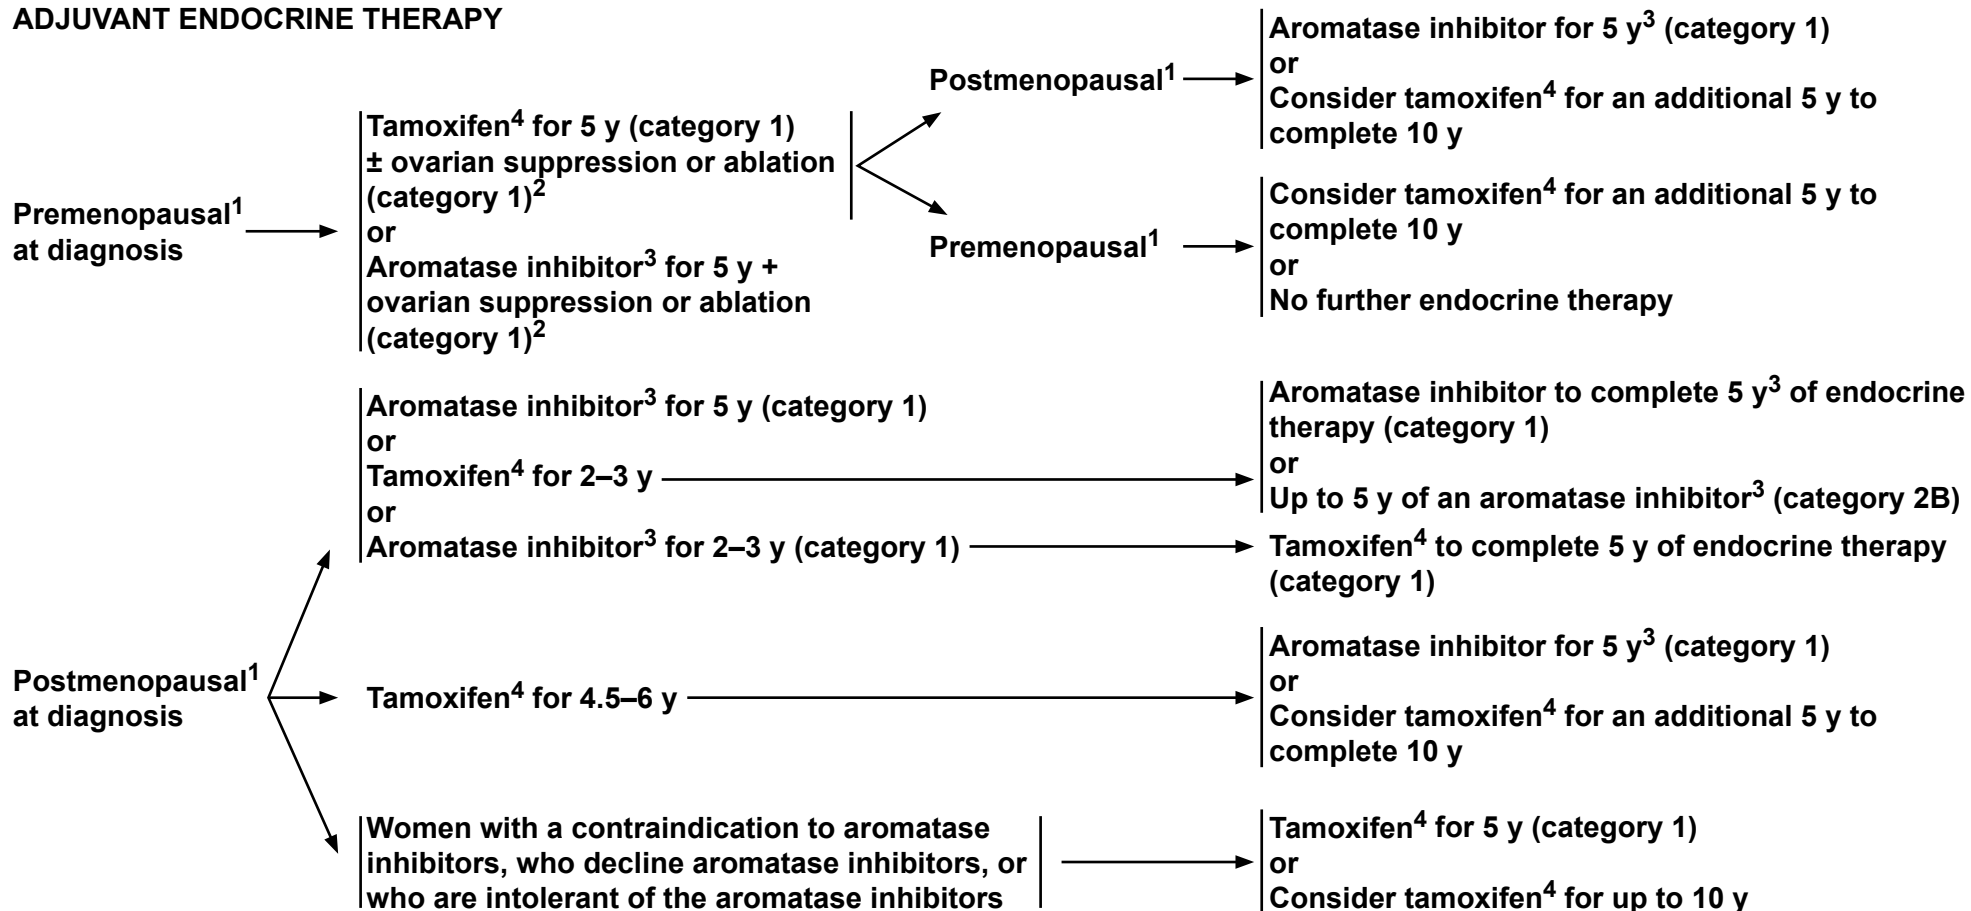 ADJUVANT ENDOCRINE THERAPY
Premenopausal1
at diagnosis
Tamoxifen4 for 5 y (category 1)
± ovarian suppression or ablation
(category 1)2
or
Aromatase inhibitor3 for 5 y +
ovarian suppression or ablation
(category 1)2
Postmenopausal1
Aromatase inhibitor for 5 y3 (category 1)
or
Consider tamoxifen4 for an additional 5 y to
complete 10 y
Premenopausal1
Consider tamoxifen4 for an additional 5 y to
complete 10 y
or
No further endocrine therapy
Postmenopausal1
at diagnosis
Aromatase inhibitor3 for 5 y (category 1)
or
Tamoxifen4 for 2–3 y
or
Aromatase inhibitor3 for 2–3 y (category 1)
Aromatase inhibitor to complete 5 y3 of endocrine
therapy (category 1)
or
Up to 5 y of an aromatase inhibitor3 (category 2B)
Tamoxifen4 to complete 5 y of endocrine therapy
(category 1)
Tamoxifen4 for 4.5–6 y
Aromatase inhibitor for 5 y3 (category 1)
or
Consider tamoxifen4 for an additional 5 y to
complete 10 y
Women with a contraindication to aromatase
inhibitors, who decline aromatase inhibitors, or
who are intolerant of the aromatase inhibitors
Tamoxifen4 for 5 y (category 1)
or
Consider tamoxifen4 for up to 10 y